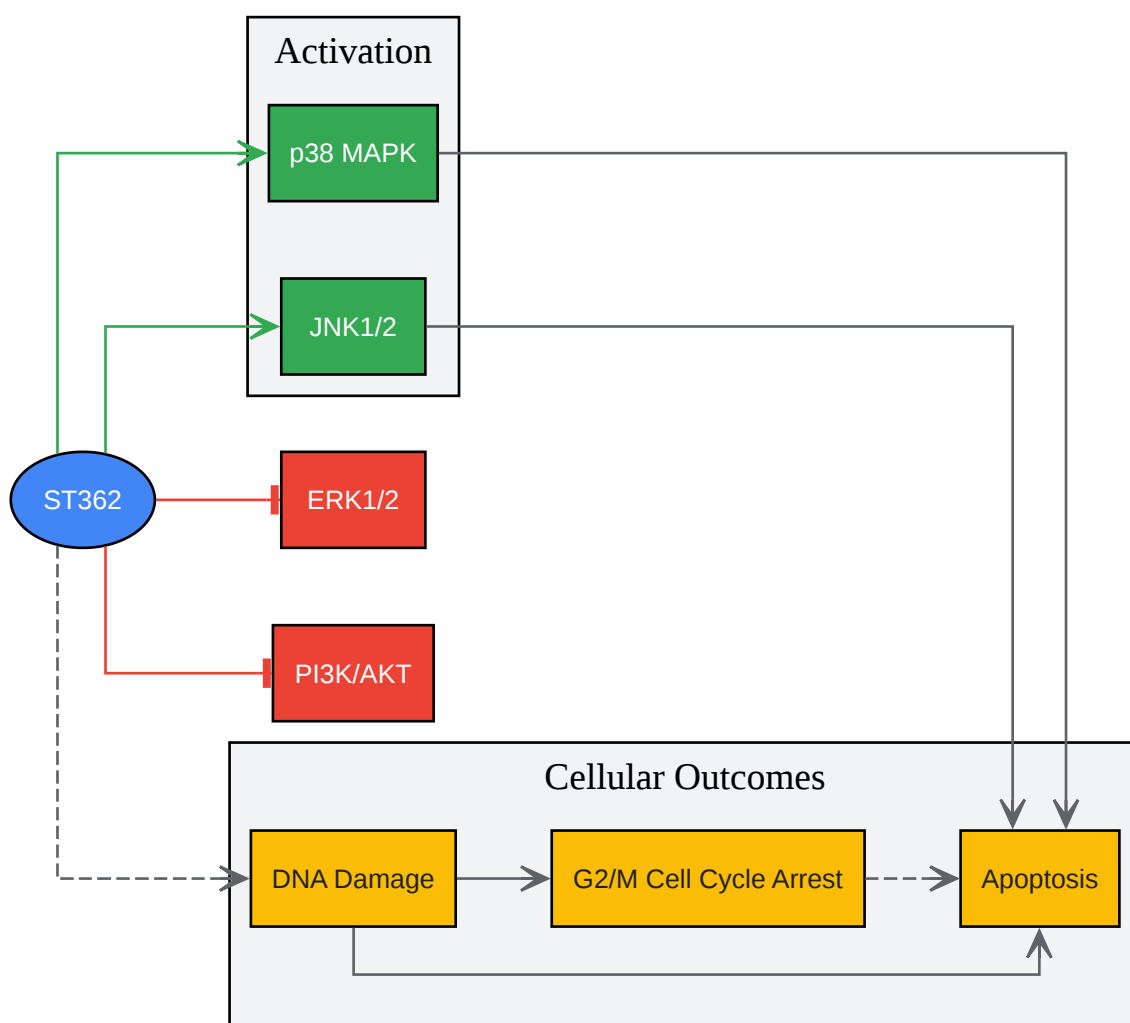 Activation
p38 MAPK
JNK1/2
ST362
ERK1/2
PI3K/AKT
Cellular Outcomes
DNA Damage
G2/M Cell Cycle Arrest
Apoptosis